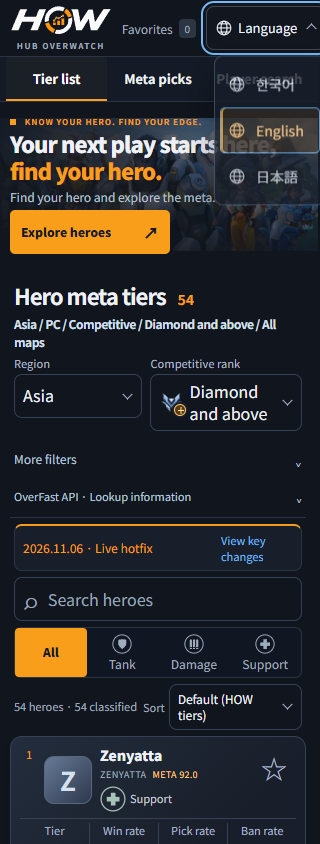 HOW
HUB OVERWATCH
Favorites 0
Language
Tier list
Meta picks
Player search
한국어
English
日本語
KNOW YOUR HERO. FIND YOUR EDGE.
Your next play starts here,
find your hero.
Find your hero and explore the meta.
Explore heroes ↗
Hero meta tiers 54
Asia / PC / Competitive / Diamond and above / All
maps
Region
Competitive rank
Asia
Diamond
and above
More filters
OverFast API · Lookup information
2026.11.06 · Live hotfix
View key
changes
Search heroes
All
Tank
Damage
Support
54 heroes · 54 classified
Sort
Default (HOW
tiers)
1
Zenyatta
Z
ZENYATTA META 92.0
Support
Tier
Win rate
Pick rate
Ban rate